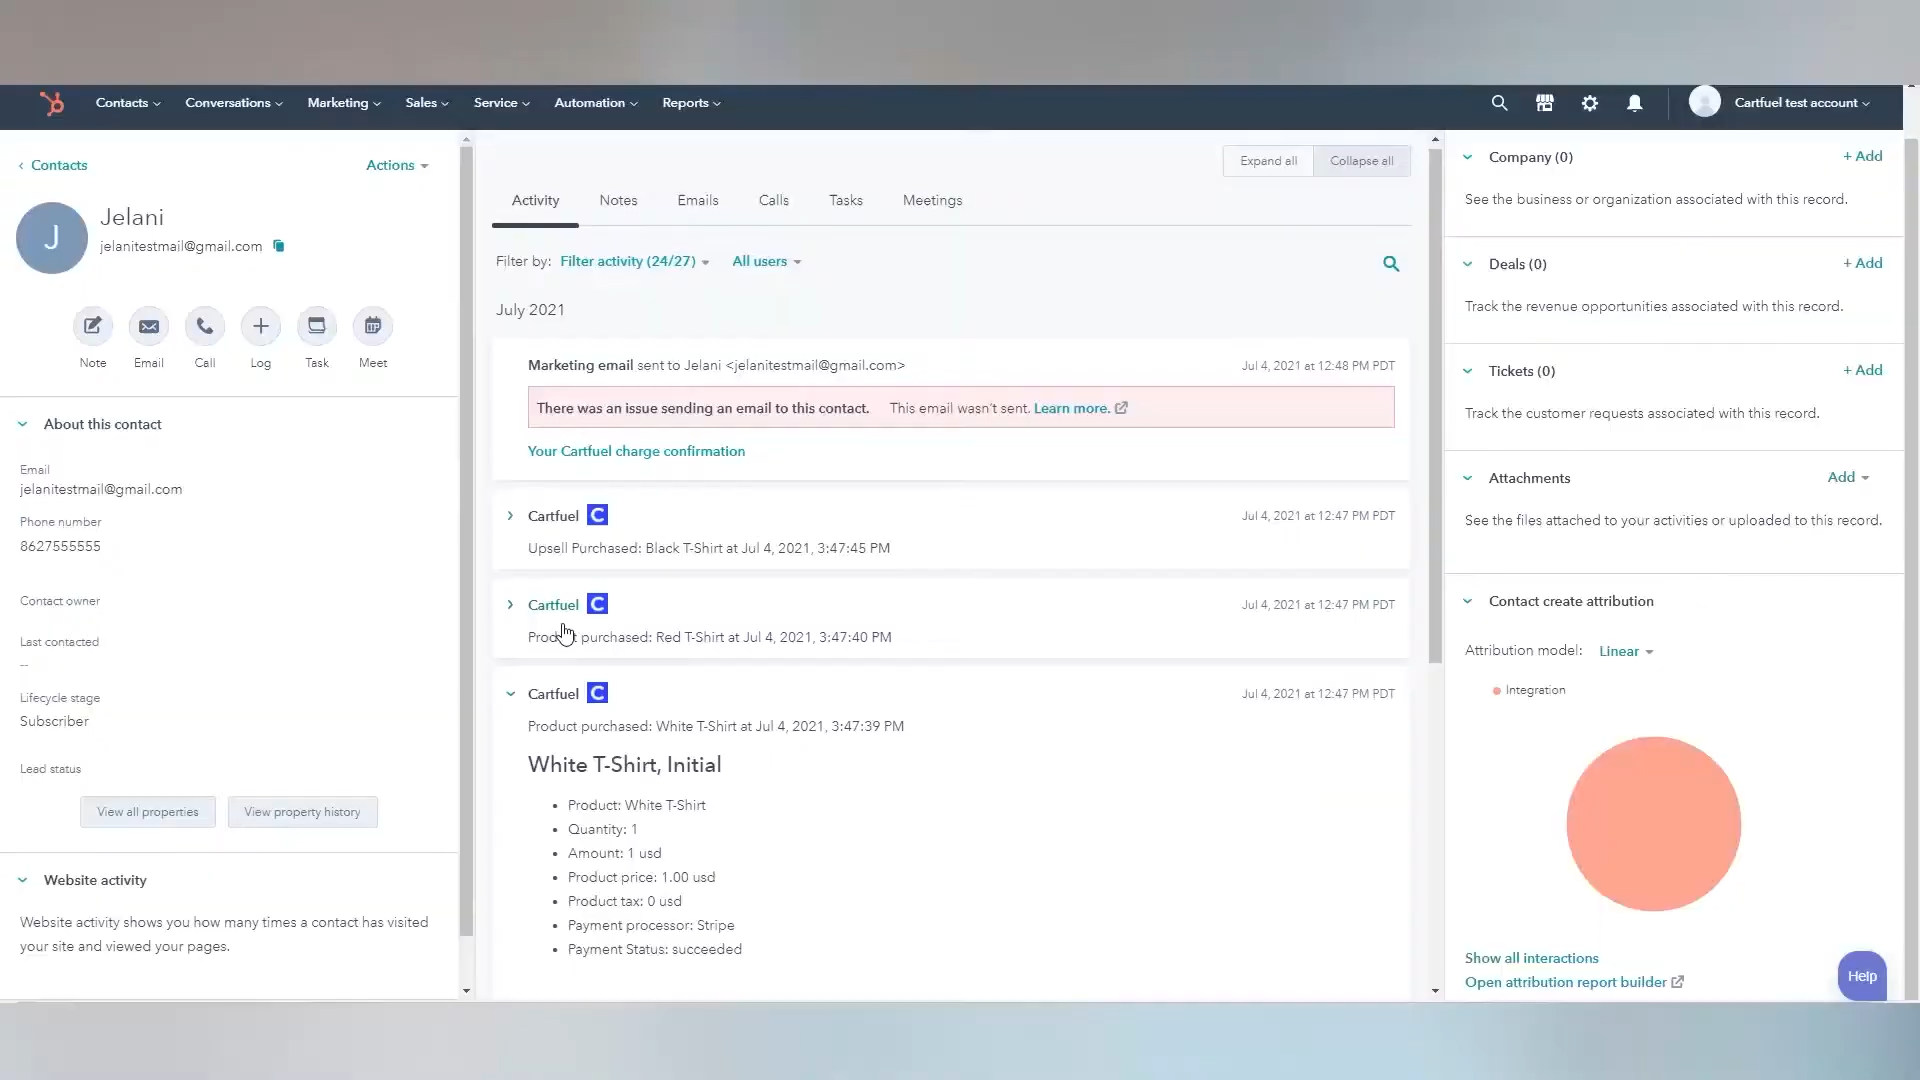 Contacts
Conversations
Marketing
Sales
Service
Automation
Reports
Cartfuel test account
Contacts
Actions
J
Jelani
jelanitestmail@gmail.com
Note
Email
Call
Log
Task
Meet
About this contact
Email
jelanitestmail@gmail.com
Phone number
8627555555
Contact owner
Last contacted
--
Lifecycle stage
Subscriber
Lead status
View all properties
View property history
Website activity
Website activity shows you how many times a contact has visited
your site and viewed your pages.
Expand all
Collapse all
Activity
Notes
Emails
Calls
Tasks
Meetings
Filter by: Filter activity (24/27) All users
July 2021
Marketing email sent to Jelani <jelanitestmail@gmail.com> Jul 4, 2021 at 12:48 PM PDT
There was an issue sending an email to this contact. This email wasn't sent. Learn more.
Your Cartfuel charge confirmation
Cartfuel C Jul 4, 2021 at 12:47 PM PDT
Upsell Purchased: Black T-Shirt at Jul 4, 2021, 3:47:45 PM
Cartfuel C Jul 4, 2021 at 12:47 PM PDT
Product purchased: Red T-Shirt at Jul 4, 2021, 3:47:40 PM
Cartfuel C Jul 4, 2021 at 12:47 PM PDT
Product purchased: White T-Shirt at Jul 4, 2021, 3:47:39 PM
White T-Shirt, Initial
• Product: White T-Shirt
• Quantity: 1
• Amount: 1 usd
• Product price: 1.00 usd
• Product tax: 0 usd
• Payment processor: Stripe
• Payment Status: succeeded
Company (0) + Add
See the business or organization associated with this record.
Deals (0) + Add
Track the revenue opportunities associated with this record.
Tickets (0) + Add
Track the customer requests associated with this record.
Attachments Add
See the files attached to your activities or uploaded to this record.
Contact create attribution
Attribution model: Linear
Integration
Show all interactions
Open attribution report builder
Help